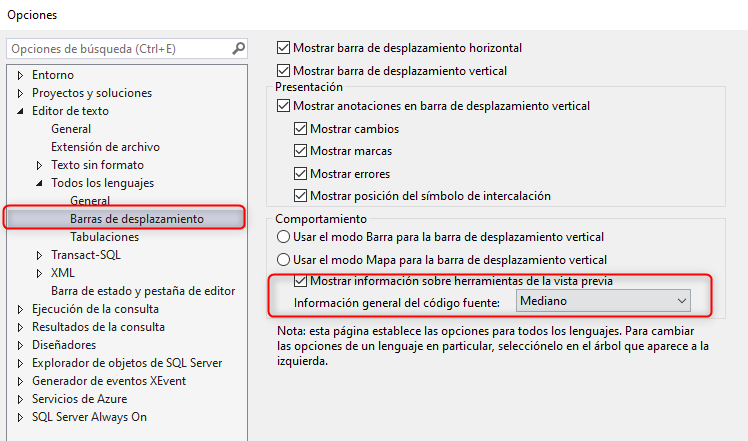 Opciones
Opciones de búsqueda (Ctrl+E)
Entorno
Proyectos y soluciones
Editor de texto
General
Extensión de archivo
Texto sin formato
Todos los lenguajes
General
Barras de desplazamiento
Tabulaciones
Transact-SQL
XML
Barra de estado y pestaña de editor
Ejecución de la consulta
Resultados de la consulta
Diseñadores
Explorador de objetos de SQL Server
Generador de eventos XEvent
Servicios de Azure
SQL Server Always On
Mostrar barra de desplazamiento horizontal
Mostrar barra de desplazamiento vertical
Presentación
Mostrar anotaciones en barra de desplazamiento vertical
Mostrar cambios
Mostrar marcas
Mostrar errores
Mostrar posición del símbolo de intercalación
Comportamiento
Usar el modo Barra para la barra de desplazamiento vertical
Usar el modo Mapa para la barra de desplazamiento vertical
Mostrar información sobre herramientas de la vista previa
Información general del código fuente: Mediano
Nota: esta página establece las opciones para todos los lenguajes. Para cambiar
las opciones de un lenguaje en particular, selecciónelo en el árbol que aparece a la
izquierda.